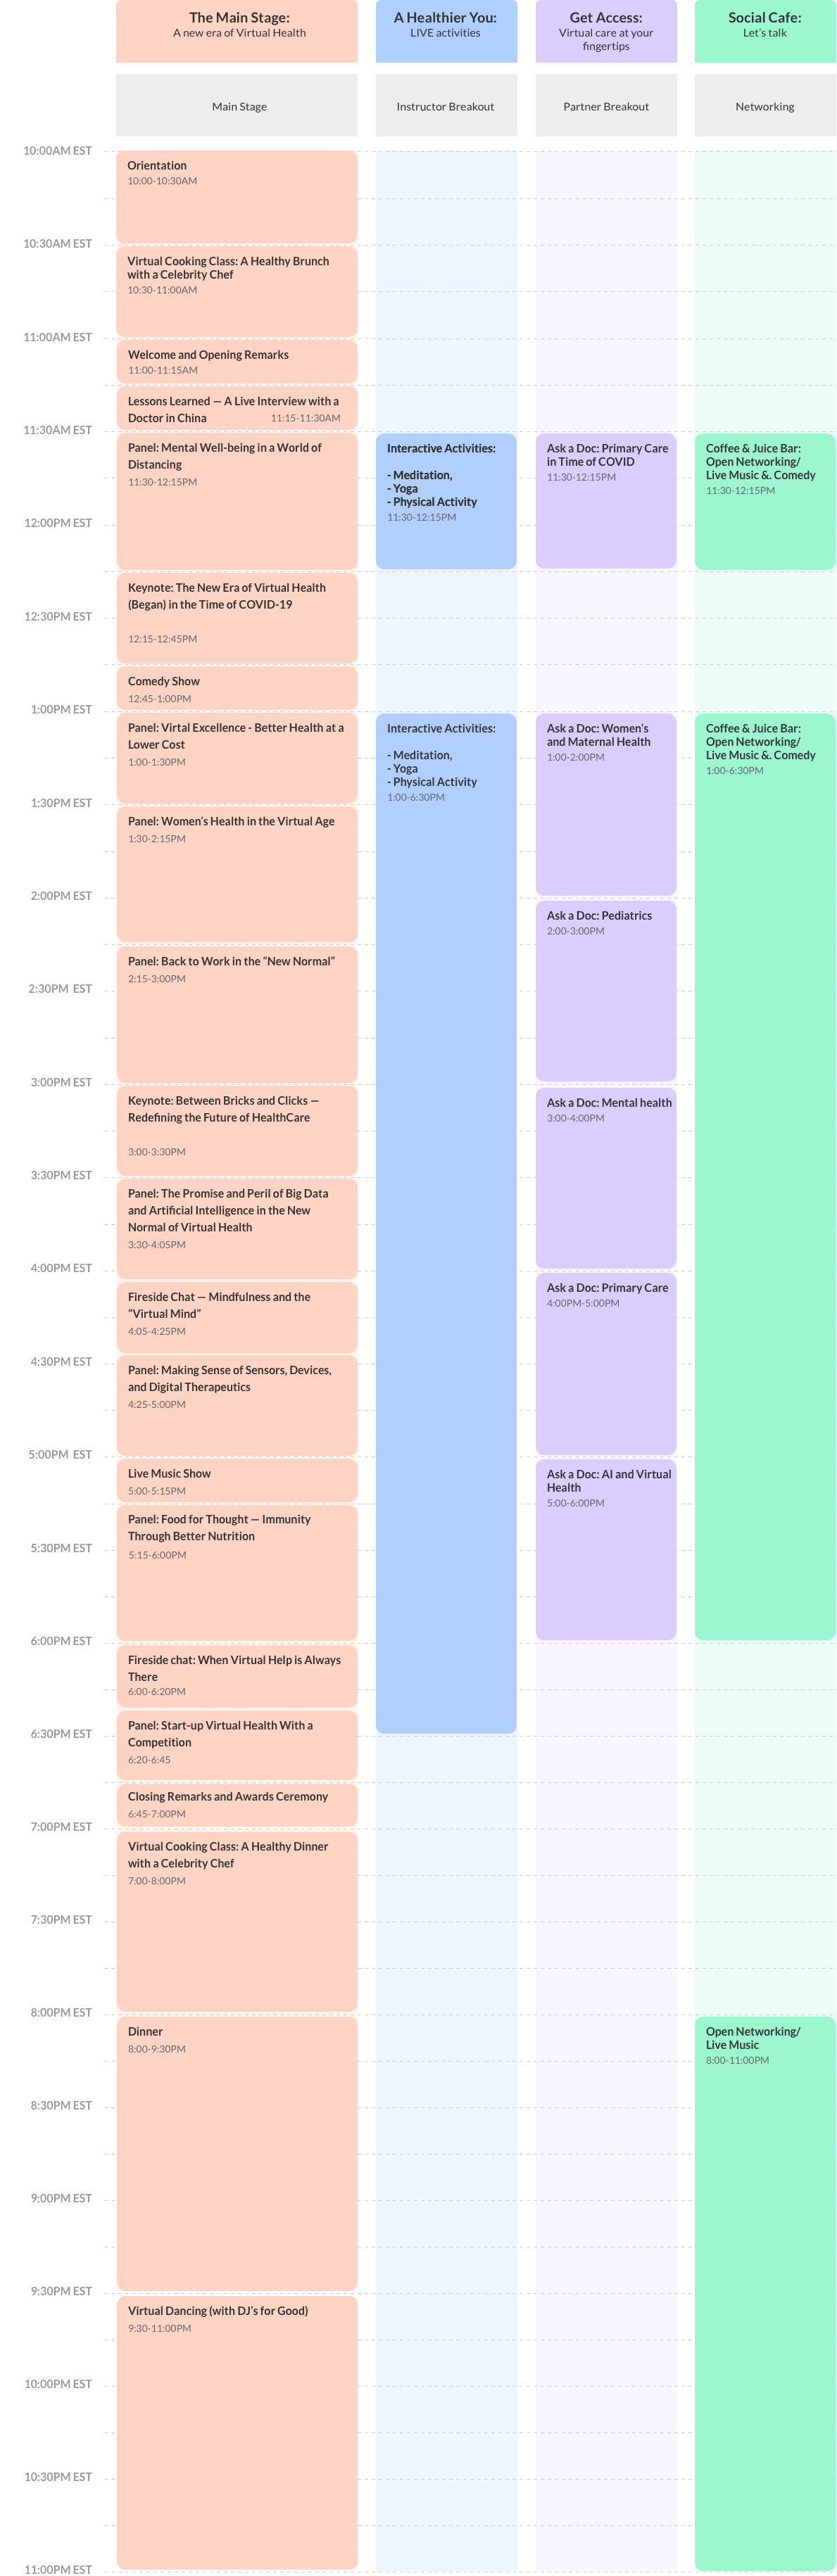 The Main Stage:
A new era of Virtual Health
A Healthier You:
LIVE activities
Get Access:
Virtual care at your
fingertips
Social Cafe:
Let's talk
Main Stage
Instructor Breakout
Partner Breakout
Networking
10:00AM EST
Orientation
10:00-10:30AM
10:30AM EST
Virtual Cooking Class: A Healthy Brunch
with a Celebrity Chef
10:30-11:00AM
11:00AM EST
Welcome and Opening Remarks
11:00-11:15AM
Lessons Learned — A Live Interview with a
Doctor in China 11:15-11:30AM
11:30AM EST
Panel: Mental Well-being in a World of
Distancing
11:30-12:15PM
Interactive Activities:
- Meditation,
- Yoga
- Physical Activity
11:30-12:15PM
Ask a Doc: Primary Care
in Time of COVID
11:30-12:15PM
Coffee & Juice Bar:
Open Networking/
Live Music &. Comedy
11:30-12:15PM
12:00PM EST
Keynote: The New Era of Virtual Health
(Began) in the Time of COVID-19
12:15-12:45PM
12:30PM EST
Comedy Show
12:45-1:00PM
1:00PM EST
Panel: Virtal Excellence - Better Health at a
Lower Cost
1:00-1:30PM
Interactive Activities:
- Meditation,
- Yoga
- Physical Activity
1:00-6:30PM
Ask a Doc: Women's
and Maternal Health
1:00-2:00PM
Coffee & Juice Bar:
Open Networking/
Live Music &. Comedy
1:00-6:30PM
1:30PM EST
Panel: Women's Health in the Virtual Age
1:30-2:15PM
2:00PM EST
Ask a Doc: Pediatrics
2:00-3:00PM
Panel: Back to Work in the “New Normal”
2:15-3:00PM
2:30PM EST
3:00PM EST
Keynote: Between Bricks and Clicks —
Redefining the Future of HealthCare
3:00-3:30PM
Ask a Doc: Mental health
3:00-4:00PM
3:30PM EST
Panel: The Promise and Peril of Big Data
and Artificial Intelligence in the New
Normal of Virtual Health
3:30-4:05PM
4:00PM EST
Ask a Doc: Primary Care
4:00PM-5:00PM
Fireside Chat — Mindfulness and the
“Virtual Mind”
4:05-4:25PM
4:30PM EST
Panel: Making Sense of Sensors, Devices,
and Digital Therapeutics
4:25-5:00PM
5:00PM EST
Live Music Show
5:00-5:15PM
Ask a Doc: AI and Virtual
Health
5:00-6:00PM
Panel: Food for Thought — Immunity
Through Better Nutrition
5:15-6:00PM
5:30PM EST
6:00PM EST
Fireside chat: When Virtual Help is Always
There
6:00-6:20PM
Panel: Start-up Virtual Health With a
Competition
6:20-6:45
6:30PM EST
Closing Remarks and Awards Ceremony
6:45-7:00PM
7:00PM EST
Virtual Cooking Class: A Healthy Dinner
with a Celebrity Chef
7:00-8:00PM
7:30PM EST
8:00PM EST
Dinner
8:00-9:30PM
Open Networking/
Live Music
8:00-11:00PM
8:30PM EST
9:00PM EST
9:30PM EST
Virtual Dancing (with DJ's for Good)
9:30-11:00PM
10:00PM EST
10:30PM EST
11:00PM EST